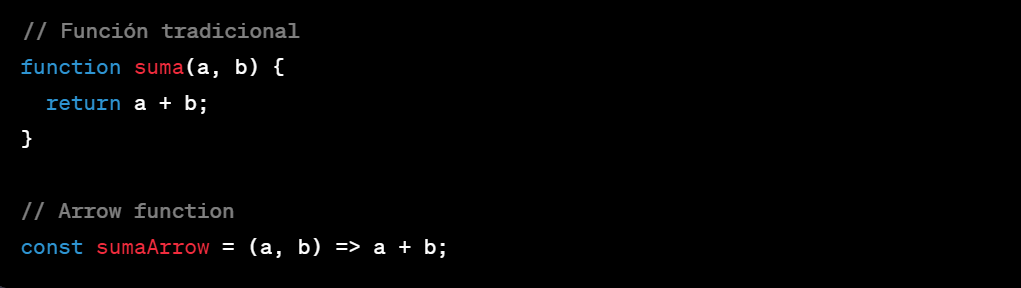 // Función tradicional
function suma(a, b) {
  return a + b;
}

// Arrow function
const sumaArrow = (a, b) => a + b;